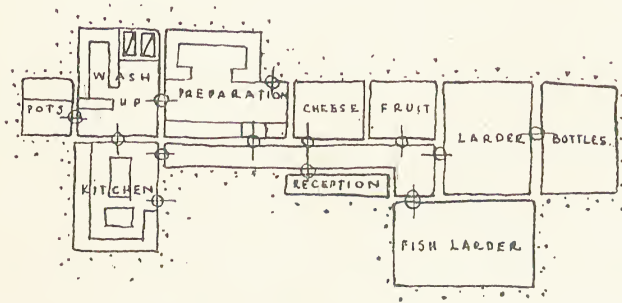 WASH
UP
POTS
PREPARATION
CHEESE
FRUIT
LARDER
BOTTLES.
KITCHEN
RECEPTION
FISH LARDER